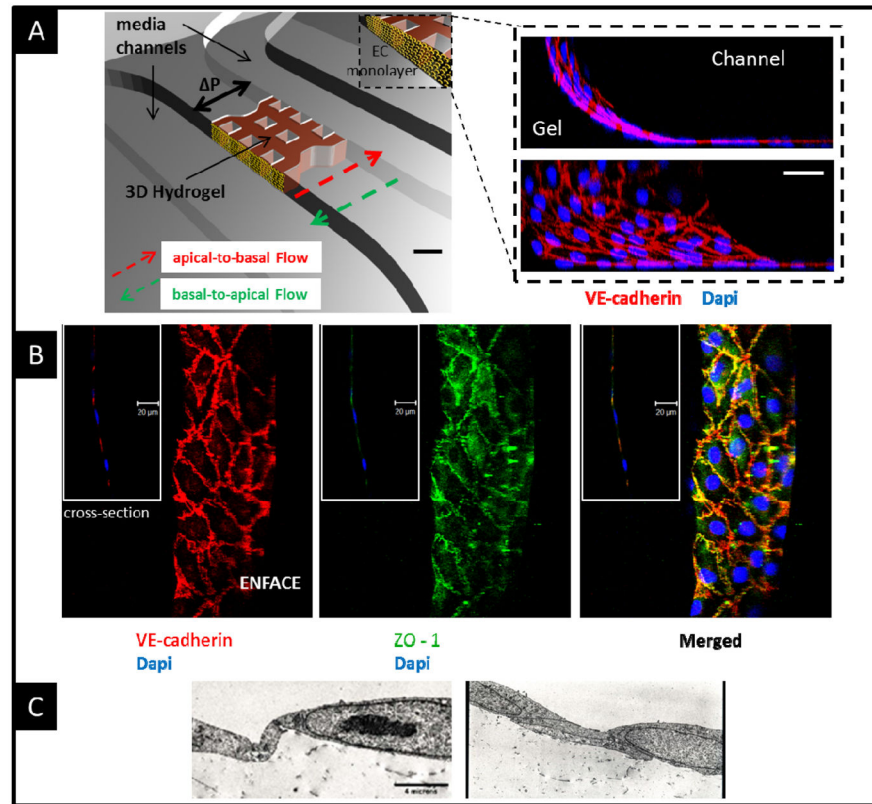 A
media
channels
ΔP
EC
monolayer
3D Hydrogel
apical-to-basal Flow
basal-to-apical Flow
Channel
Gel
VE-cadherin Dapi
B
20 µm
cross-section
ENFACE
20 µm
20 µm
VE-cadherin
Dapi
ZO - 1
Dapi
Merged
C
4 microns